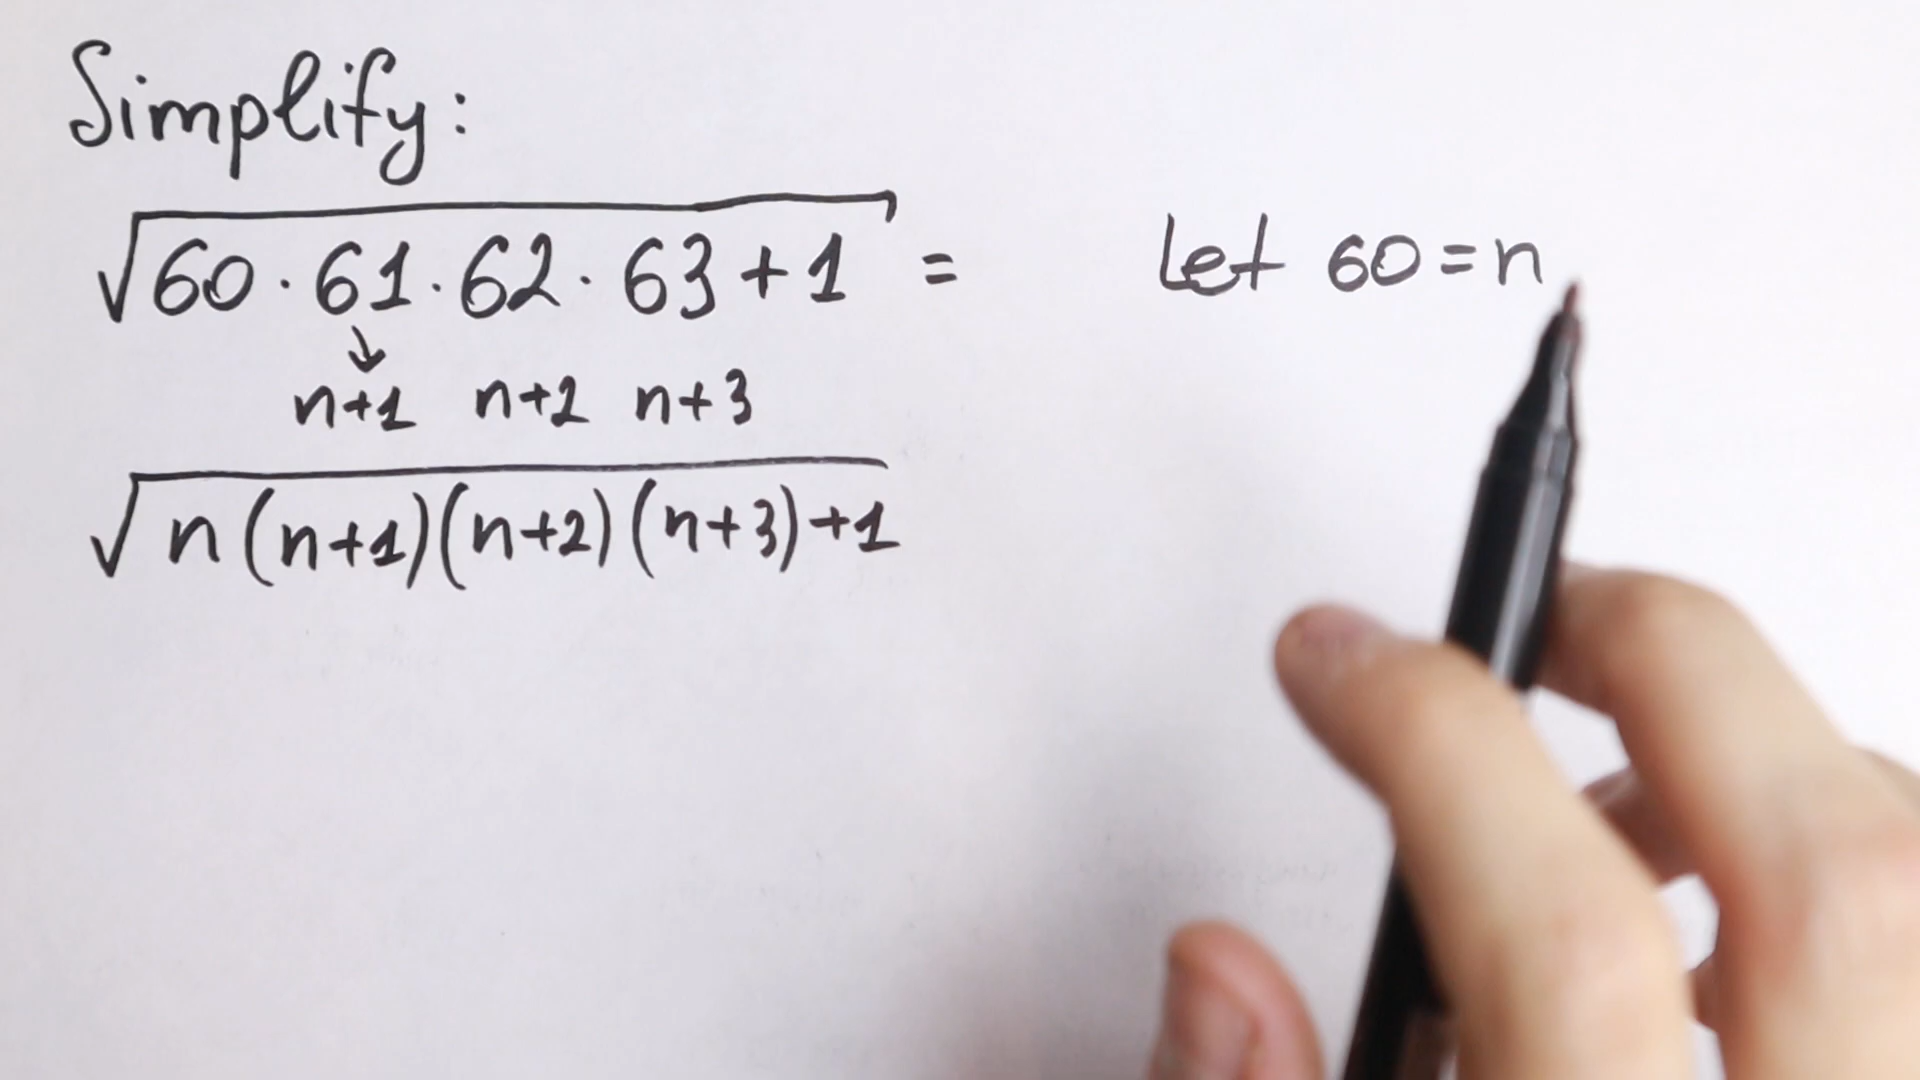 Simplify:
√60·61·62·63+1 =
Let 60=n
↓
n+1 n+2 n+3
√n(n+1)(n+2)(n+3)+1